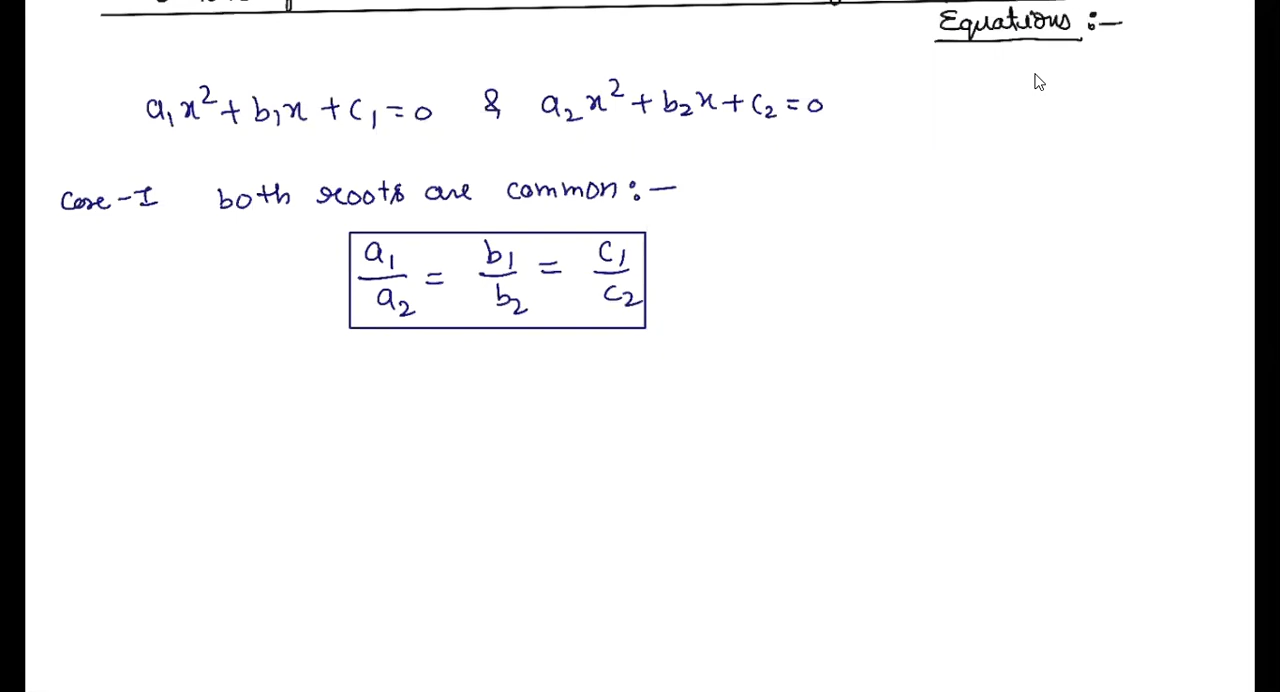 Equations :-
a₁x² + b₁x + c₁ = 0 & a₂x² + b₂x + c₂ = 0
Case-I both roots are common :-
a₁/a₂ = b₁/b₂ = c₁/c₂